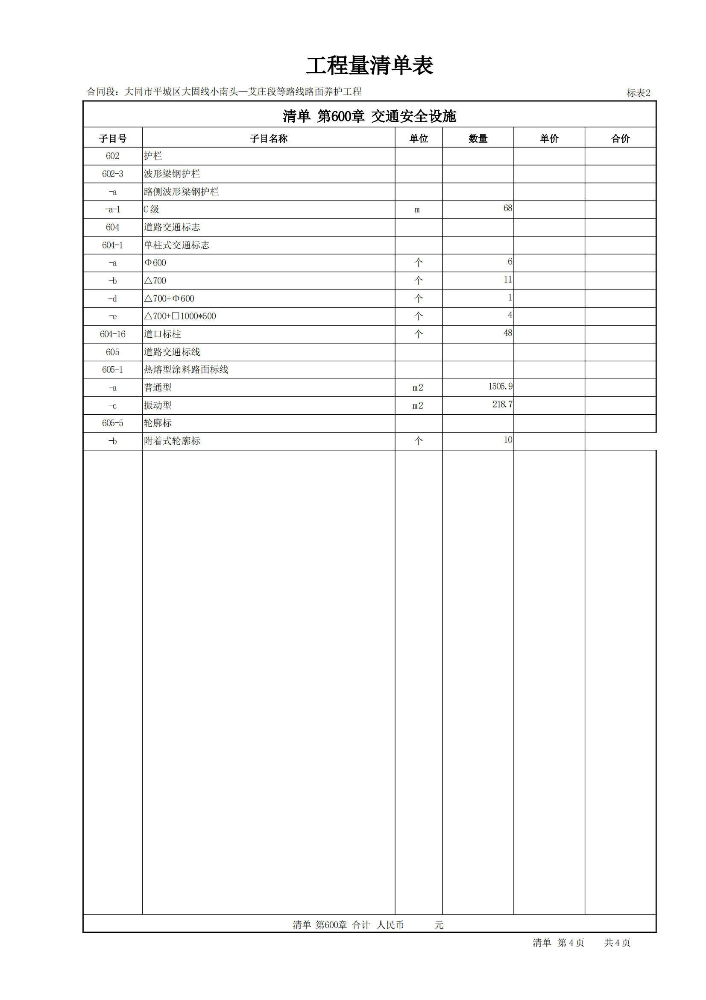 工程量清单表
合同段：大同市平城区大固线小南头—艾庄段等路线路面养护工程 标表2
清单 第600章 交通安全设施
子目号 子目名称 单位 数量 单价 合价
602 护栏
602-3 波形梁钢护栏
-a 路侧波形梁钢护栏
-a-1 C级 m 68
604 道路交通标志
604-1 单柱式交通标志
-a Φ600 个 6
-b △700 个 11
-d △700+Φ600 个 1
-e △700+□1000*500 个 4
604-16 道口标柱 个 48
605 道路交通标线
605-1 热熔型涂料路面标线
-a 普通型 m2 1505.9
-c 振动型 m2 218.7
605-5 轮廓标
-b 附着式轮廓标 个 10
清单 第600章 合计 人民币 元
清单 第4页 共4页